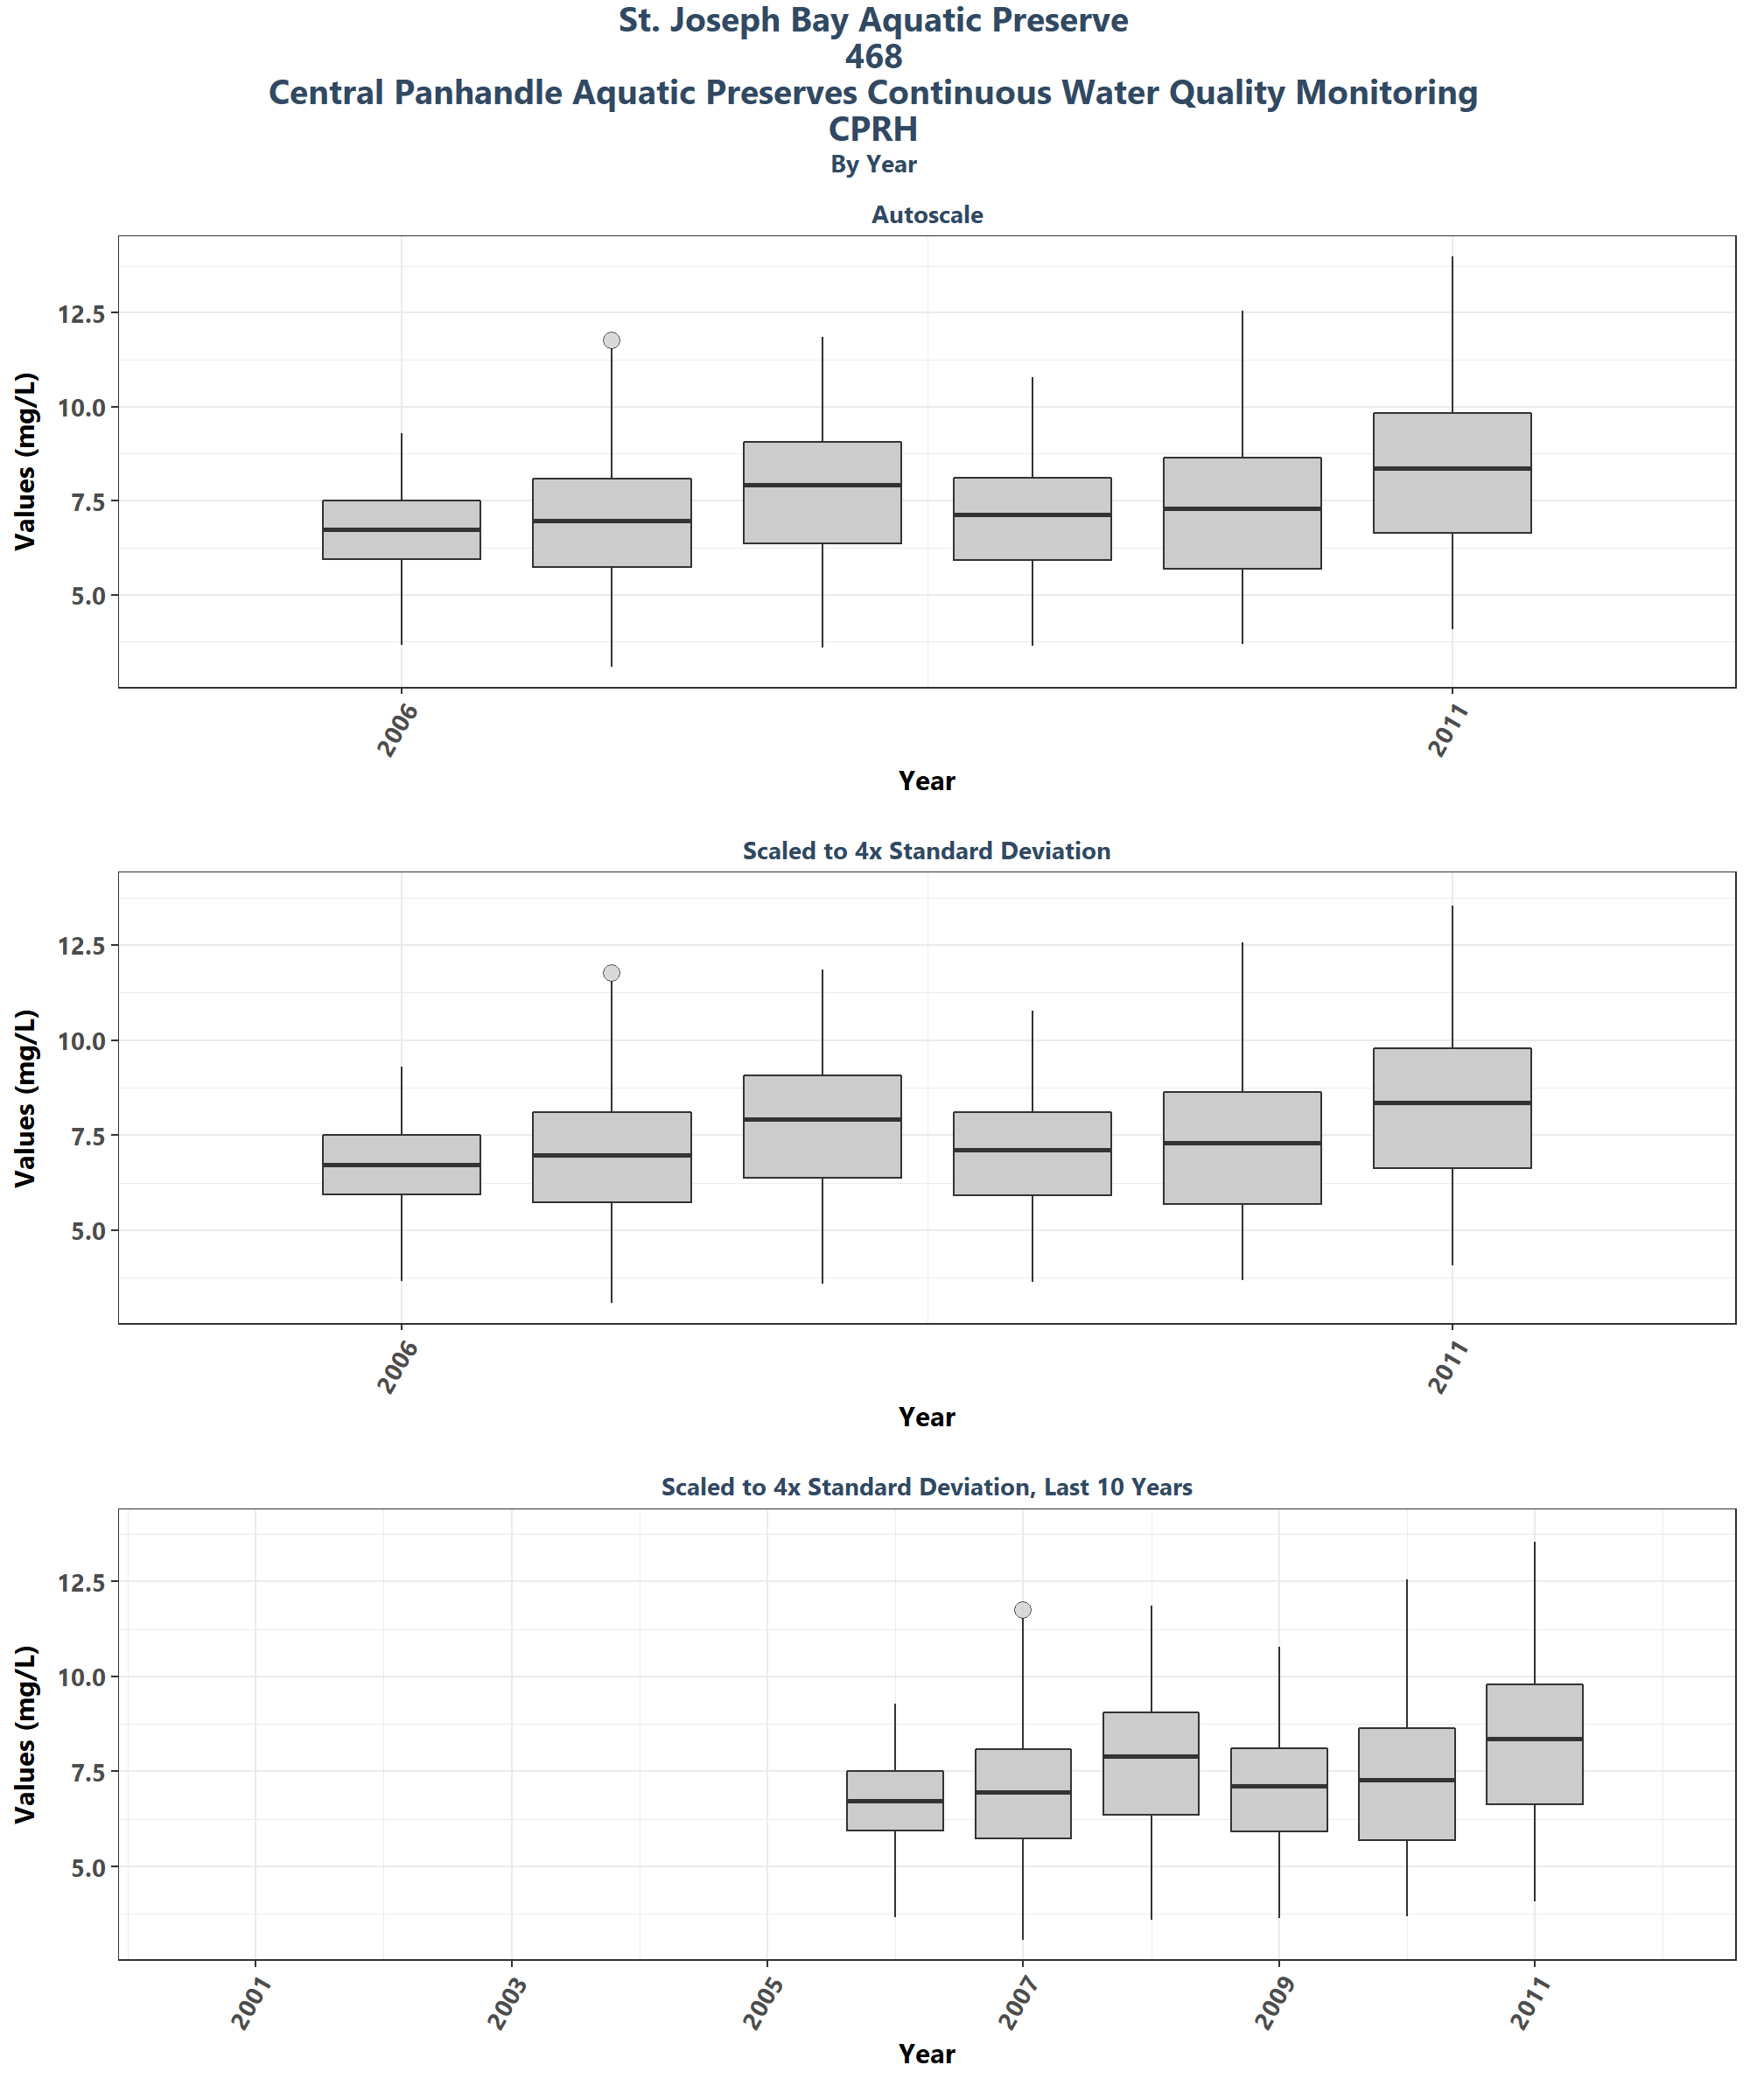 St. Joseph Bay Aquatic Preserve
468
Central Panhandle Aquatic Preserves Continuous Water Quality Monitoring
CPRH
By Year
Autoscale
Values (mg/L)
12.5
10.0
7.5
5.0
2006
2011
Year
Scaled to 4x Standard Deviation
Values (mg/L)
12.5
10.0
7.5
5.0
2006
2011
Year
Scaled to 4x Standard Deviation, Last 10 Years
Values (mg/L)
12.5
10.0
7.5
5.0
2001
2003
2005
2007
2009
2011
Year